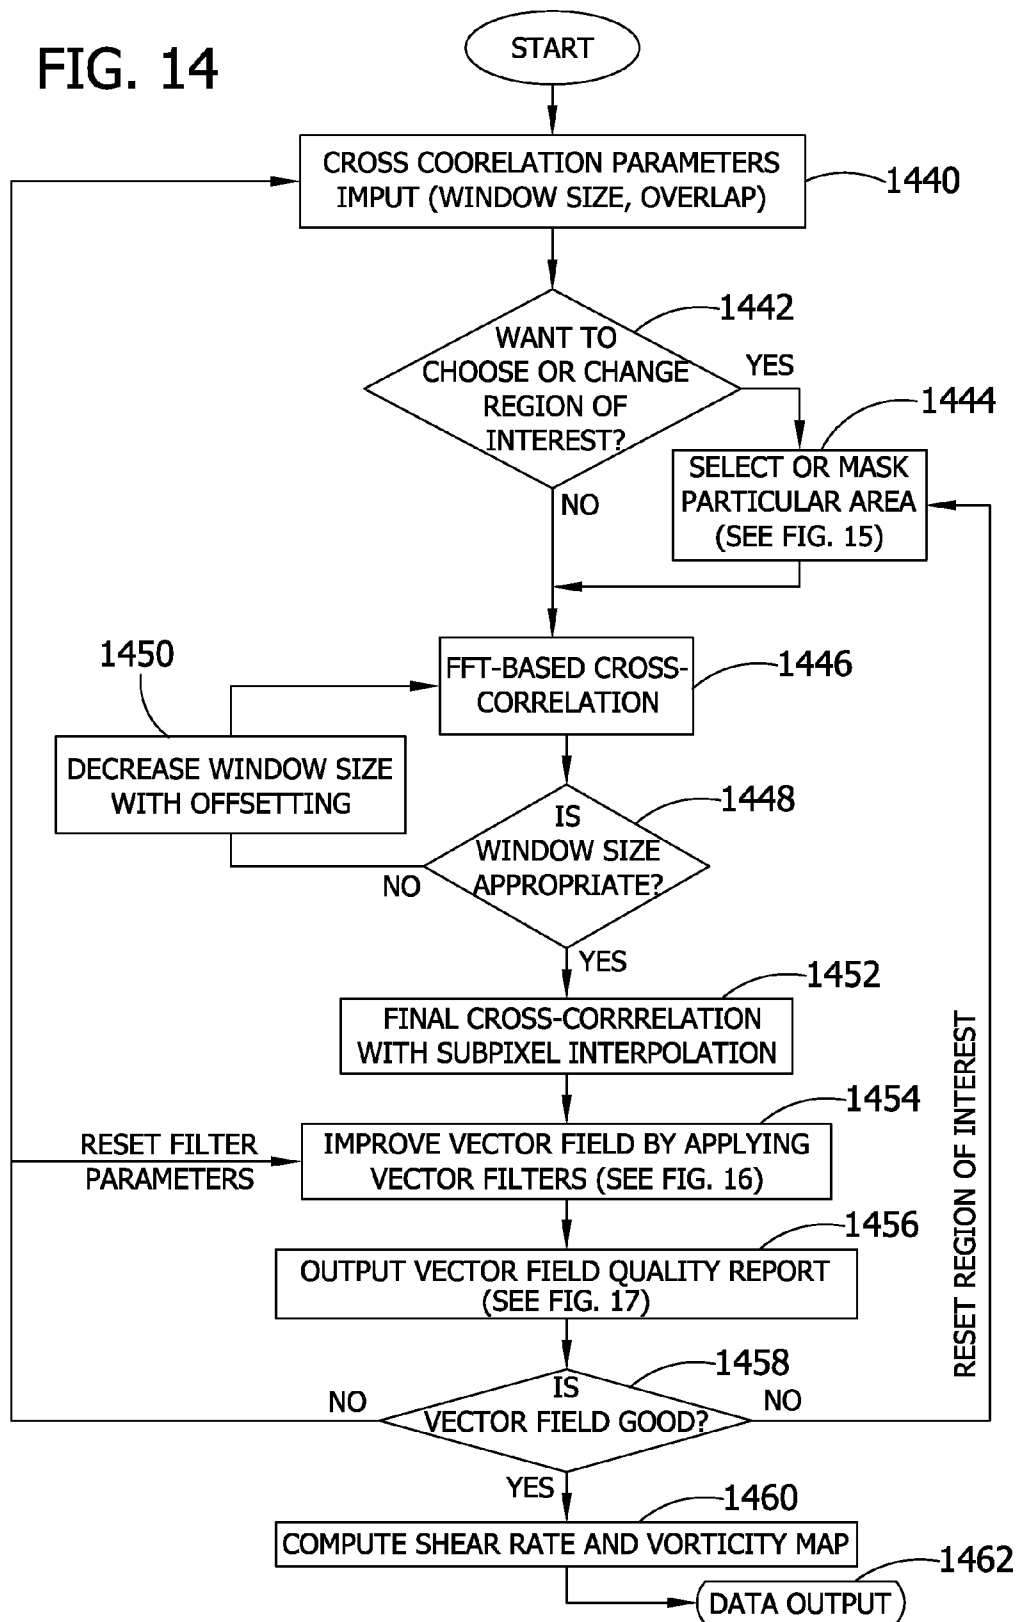 FIG. 14
START
CROSS COORELATION PARAMETERS
IMPUT (WINDOW SIZE, OVERLAP)
1440
1442
WANT TO
CHOOSE OR CHANGE
REGION OF
INTEREST?
YES
NO
1444
SELECT OR MASK
PARTICULAR AREA
(SEE FIG. 15)
1450
FFT-BASED CROSS-
CORRELATION
1446
DECREASE WINDOW SIZE
WITH OFFSETTING
1448
IS
WINDOW SIZE
APPROPRIATE?
NO
YES
1452
FINAL CROSS-CORRRELATION
WITH SUBPIXEL INTERPOLATION
1454
RESET FILTER
PARAMETERS
IMPROVE VECTOR FIELD BY APPLYING
VECTOR FILTERS (SEE FIG. 16)
1456
OUTPUT VECTOR FIELD QUALITY REPORT
(SEE FIG. 17)
RESET REGION OF INTEREST
1458
IS
VECTOR FIELD GOOD?
NO
NO
YES
1460
COMPUTE SHEAR RATE AND VORTICITY MAP
1462
DATA OUTPUT